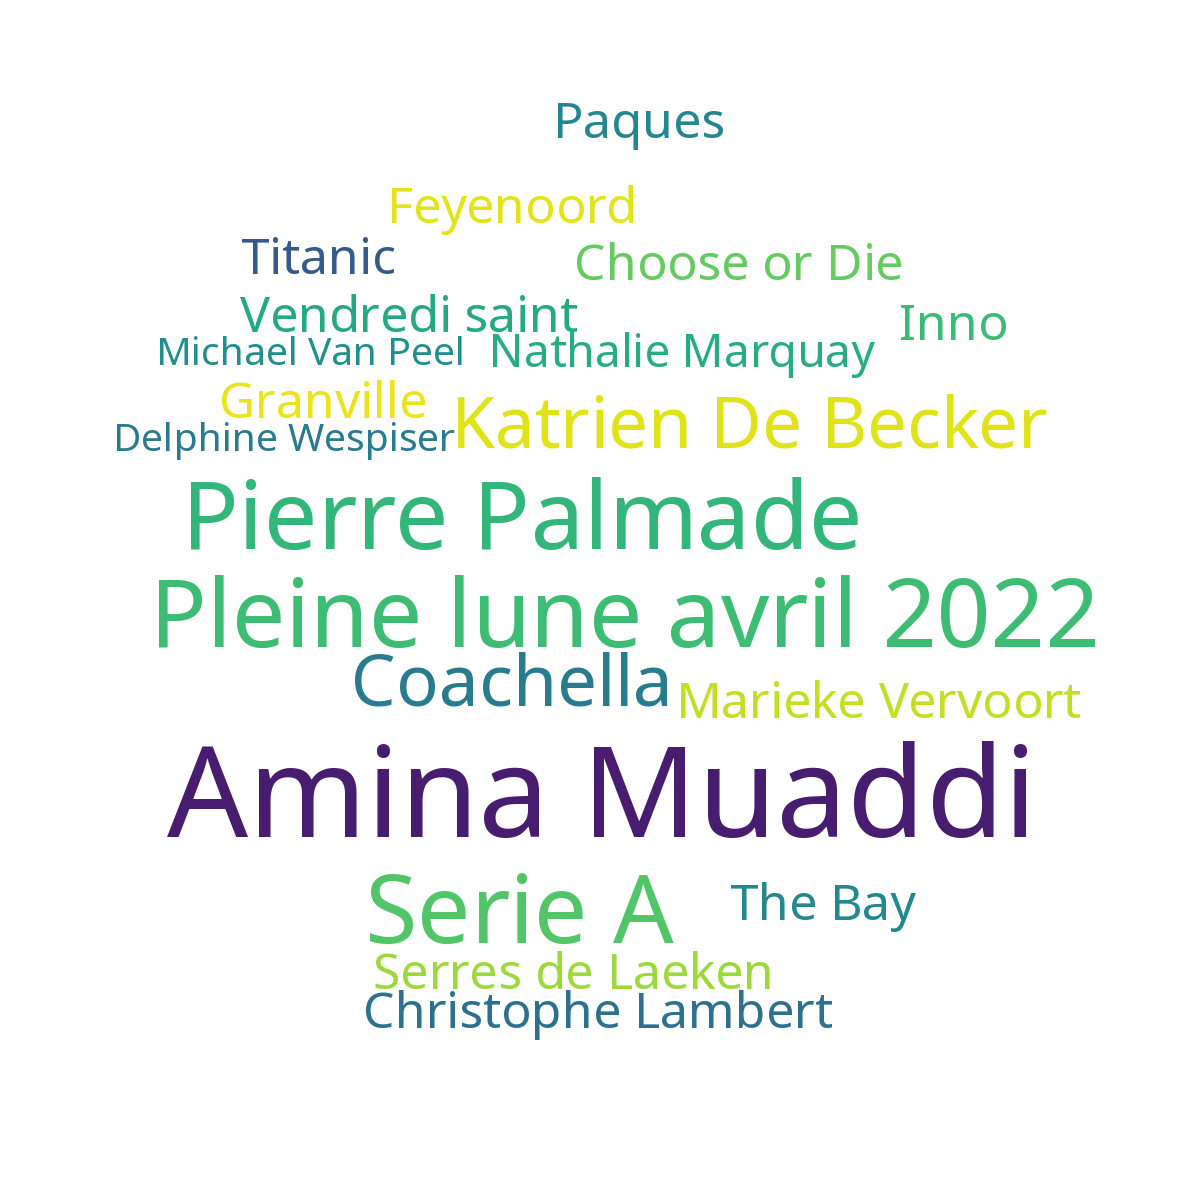 Paques
Feyenoord
Titanic
Choose or Die
Vendredi saint
Inno
Michael Van Peel
Nathalie Marquay
Granville
Katrien De Becker
Delphine Wespiser
Pierre Palmade
Pleine lune avril 2022
Coachella
Marieke Vervoort
Amina Muaddi
Serie A
The Bay
Serres de Laeken
Christophe Lambert